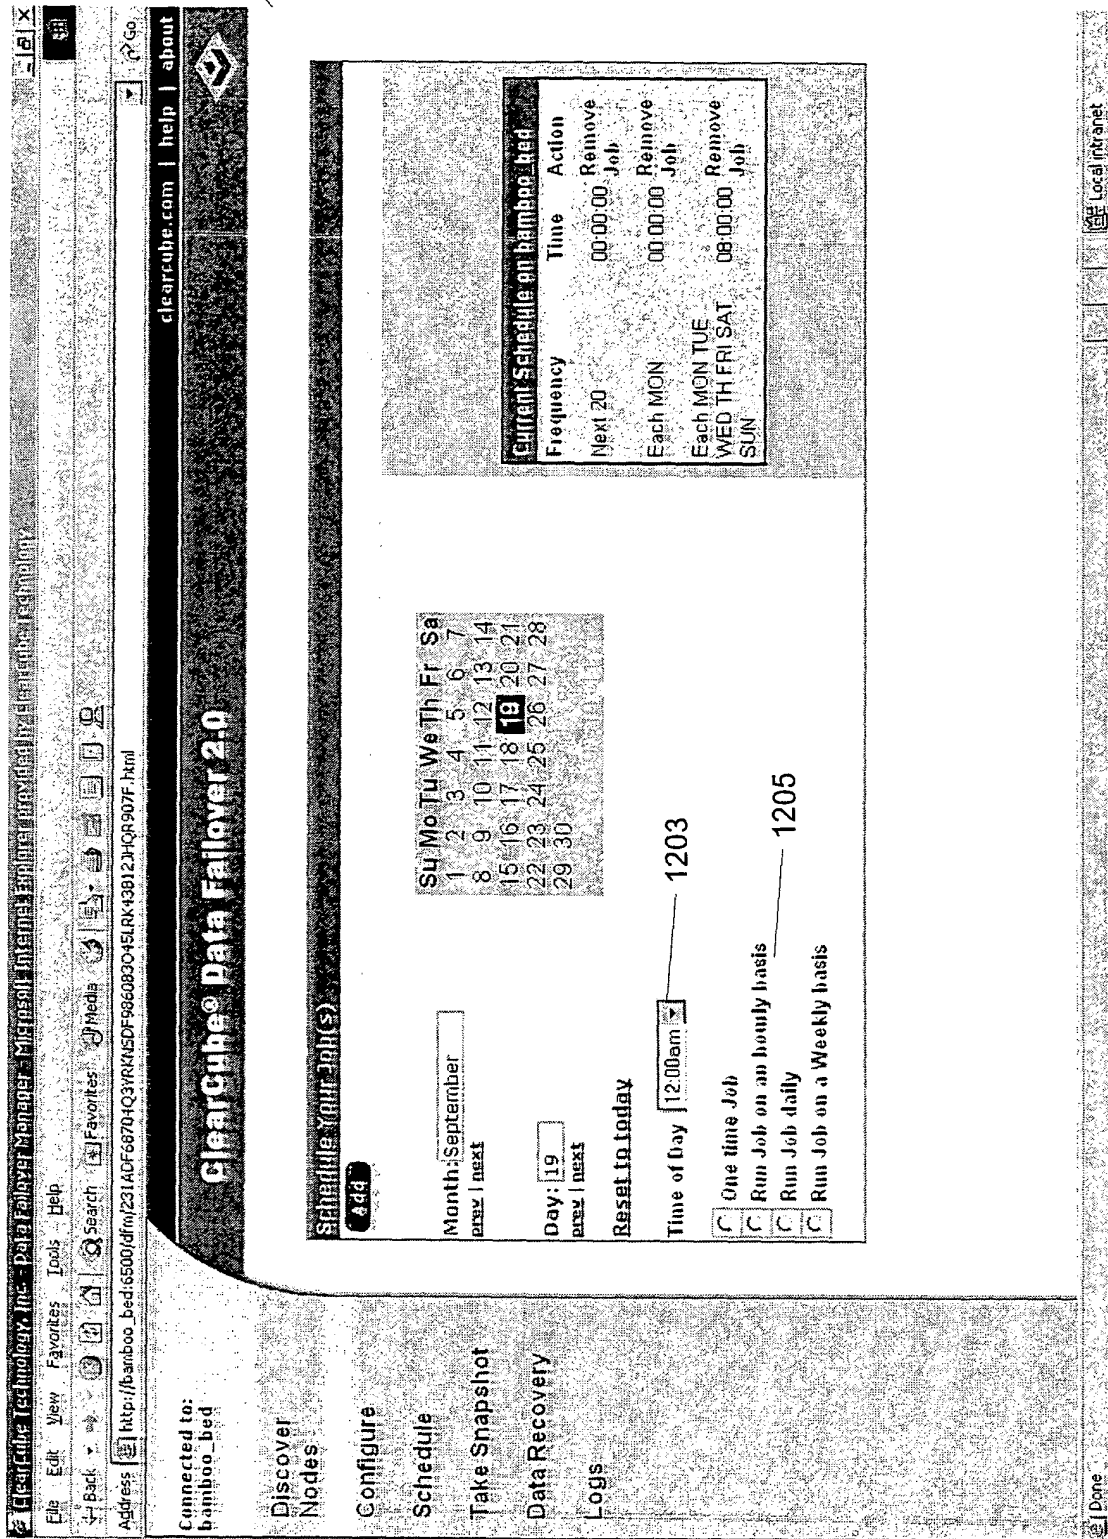 ClearCube Technology, Inc. - Data Failover Manager - Microsoft Internet Explorer provided by ClearCube Technology
File Edit View Favorites Tools Help
Back Search Favorites Media
Address http://bamboo_bed:6500/dfm/
Go
clearcube.com | help | about
Connected to:
bamboo_bed
ClearCube® Data Failover 2.0
Discover
Nodes
Configure
Schedule
Take Snapshot
Data Recovery
Logs
Schedule Your Job(s)
Add
Month: September
prev | next
Day: 19
prev | next
Reset to today
Time of Day 12:00am
1203
One time Job
Run Job on an hourly basis
Run Job daily
Run Job on a Weekly basis
1205
Su Mo Tu We Th Fr Sa
1 2 3 4 5 6 7
8 9 10 11 12 13 14
15 16 17 18 19 20 21
22 23 24 25 26 27 28
29 30
Current Schedule on bamboo_bed
Frequency Time Action
Next 20 00:00:00 Remove
Job
Each MON 00:00:00 Remove
Job
Each MON TUE
WED TH FRI SAT
SUN 08:00:00 Remove
Job
Done
Local intranet